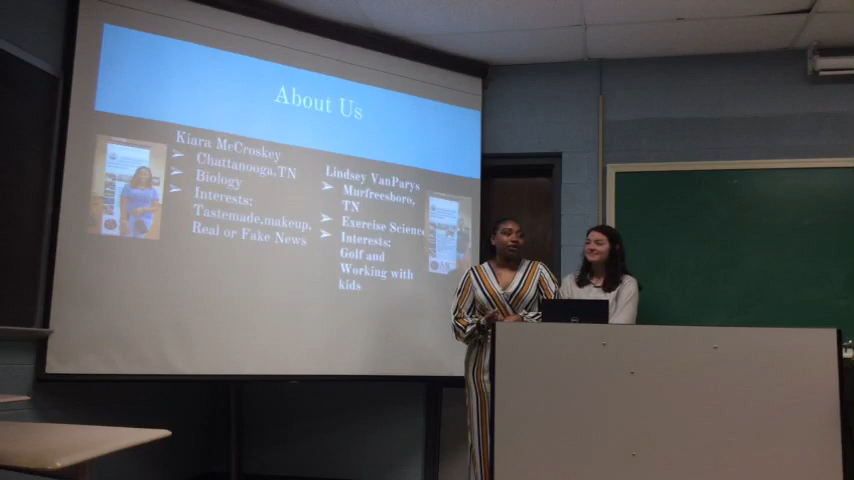 About Us
Kiara McCroskey
➢ Chattanooga,TN
➢ Biology
➢ Interests:
Tastemade,makeup,
Real or Fake News
Lindsey VanParys
➢ Murfreesboro,
TN
➢ Exercise Science
➢ Interests:
Golf and
Working with
kids